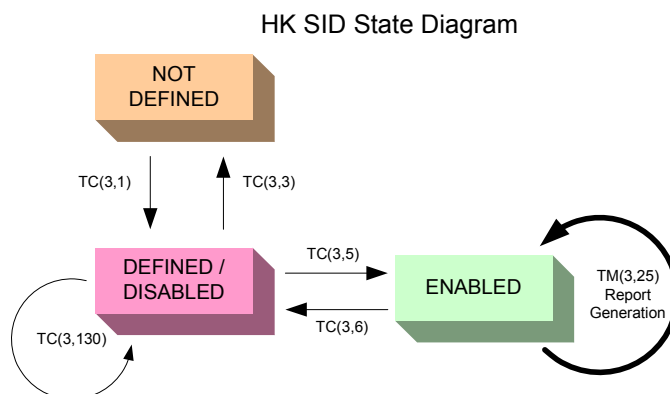 HK SID State Diagram
NOT
DEFINED
TC(3,1)
TC(3,3)
DEFINED /
DISABLED
TC(3,5)
TC(3,6)
ENABLED
TM(3,25)
Report
Generation
TC(3,130)